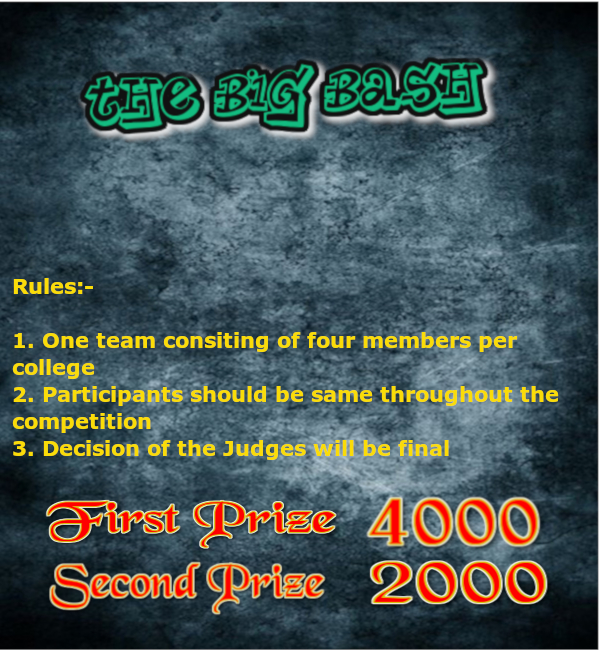 tHe BiG BaSH
Rules:-
1. One team consiting of four members per
college
2. Participants should be same throughout the
competition
3. Decision of the Judges will be final
First Prize 4000
Second Prize 2000